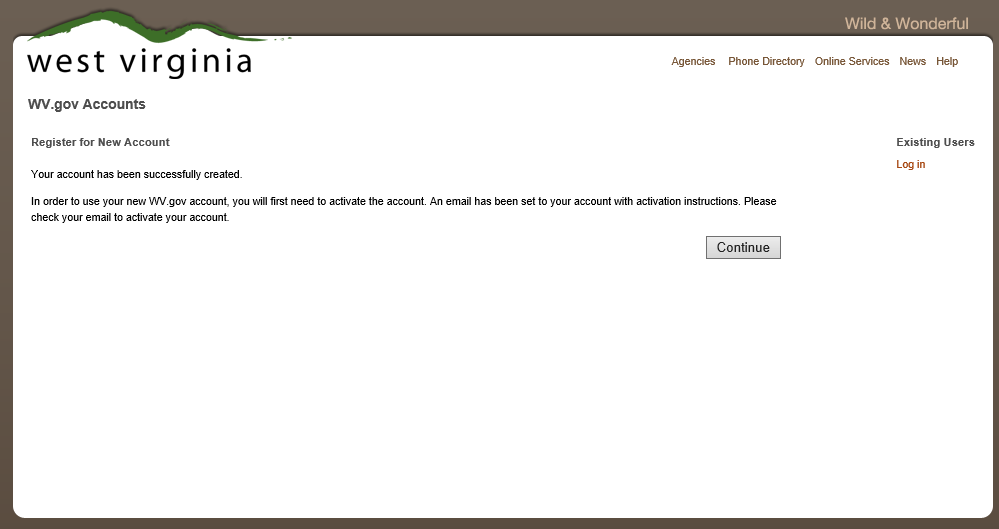 Wild & Wonderful
west virginia
Agencies Phone Directory Online Services News Help
WV.gov Accounts
Register for New Account
Existing Users
Log in
Your account has been successfully created.
In order to use your new WV.gov account, you will first need to activate the account. An email has been set to your account with activation instructions. Please
check your email to activate your account.
Continue